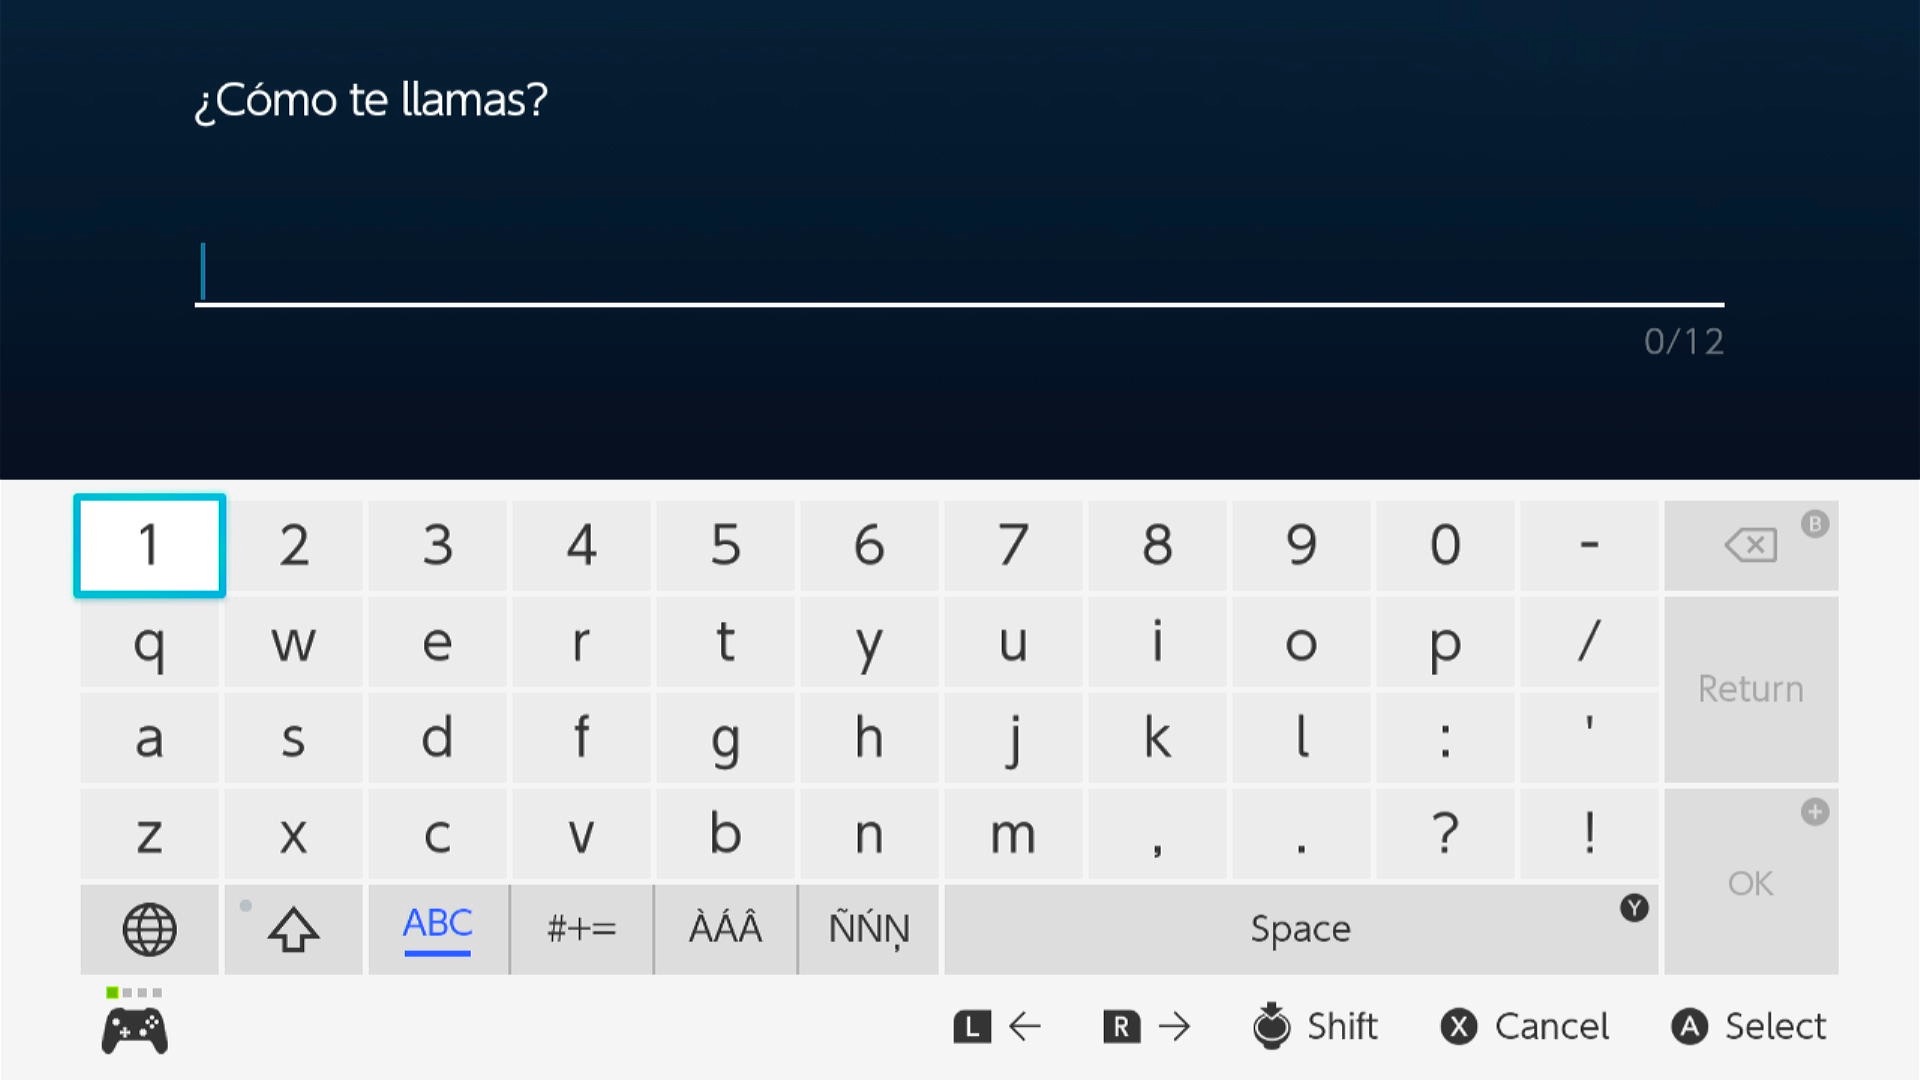 ¿Cómo te llamas?
0/12
1 2 3 4 5 6 7 8 9 0 - B
q w e r t y u i o p / Return
a s d f g h j k l : '
z x c v b n m , . ? ! + OK
ABC #+= ÀÁÂ ÑŃŅ Space Y
L ← R → Shift X Cancel A Select